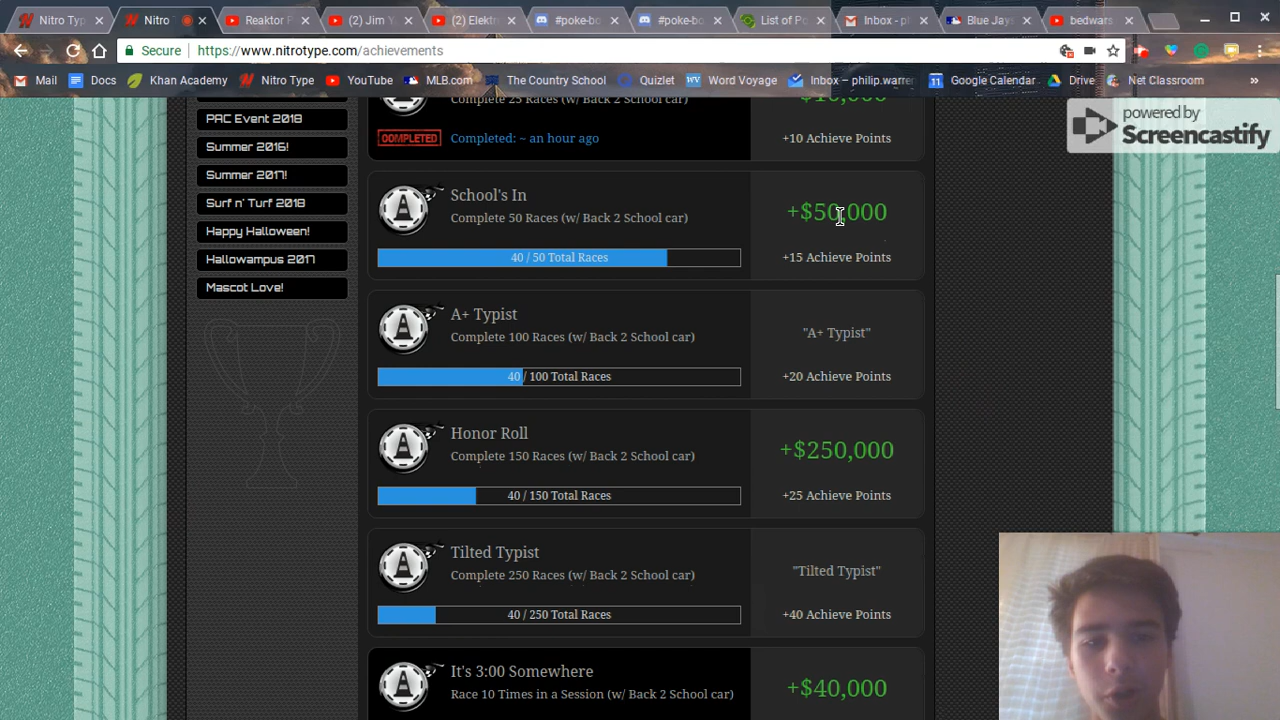 Nitro Typ
Nitro
Reaktor P
(2) Jim Y
(2) Elektr
#poke-bo
#poke-bo
List of Po
Inbox - pl
Blue Jay
bedwars
Secure
https://www.nitrotype.com/achievements
Mail
Docs
Khan Academy
Nitro Type
YouTube
MLB.com
The Country School
Quizlet
WV
Word Voyage
Inbox – philip.warre
Google Calendar
Drive
Net Classroom
»
powered by
Screencastify
PAC Event 2018
Summer 2016!
Summer 2017!
Surf n' Turf 2018
Happy Halloween!
Hallowampus 2017
Mascot Love!
Complete 25 Races (w/ Back 2 School car)
COMPLETED
Completed: ~ an hour ago
+10 Achieve Points
School's In
Complete 50 Races (w/ Back 2 School car)
40 / 50 Total Races
+$50,000
+15 Achieve Points
A+ Typist
Complete 100 Races (w/ Back 2 School car)
40 / 100 Total Races
"A+ Typist"
+20 Achieve Points
Honor Roll
Complete 150 Races (w/ Back 2 School car)
40 / 150 Total Races
+$250,000
+25 Achieve Points
Tilted Typist
Complete 250 Races (w/ Back 2 School car)
40 / 250 Total Races
"Tilted Typist"
+40 Achieve Points
It's 3:00 Somewhere
Race 10 Times in a Session (w/ Back 2 School car)
+$40,000